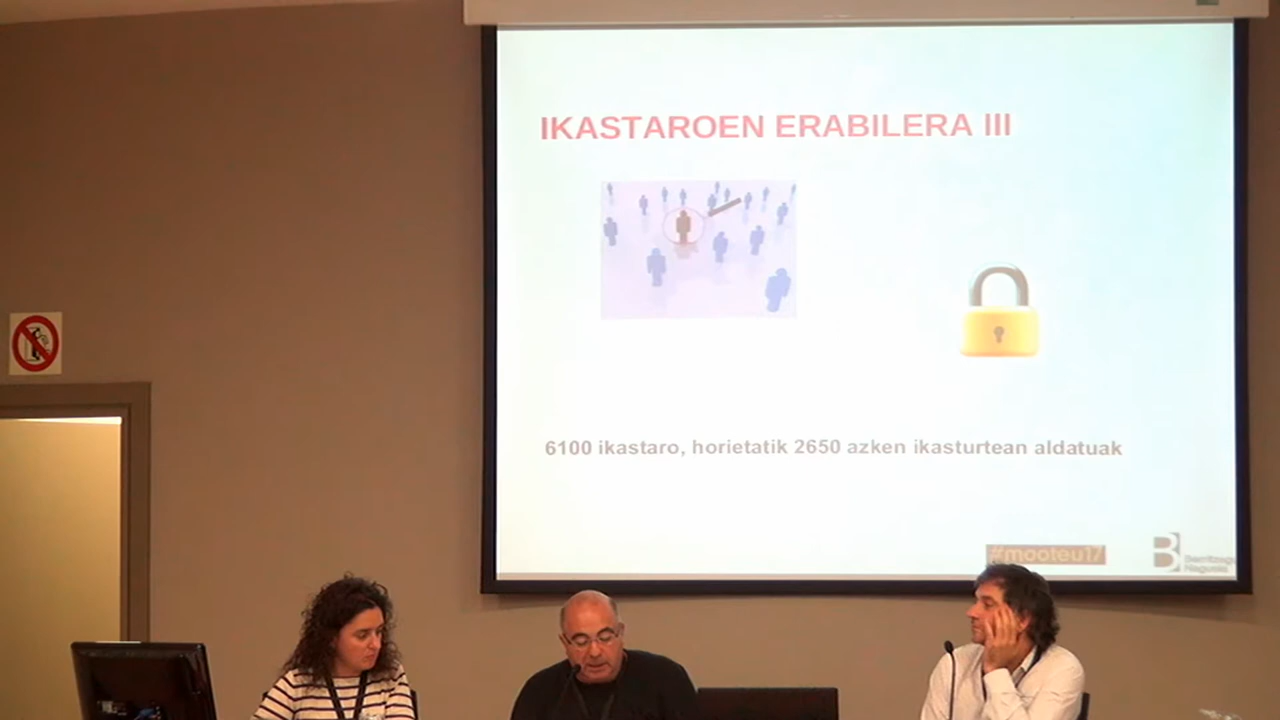 IKASTAROEN ERABILERA III
6100 ikastaro, horietatik 2650 azken ikasturtean aldatuak
#mooteu17
B